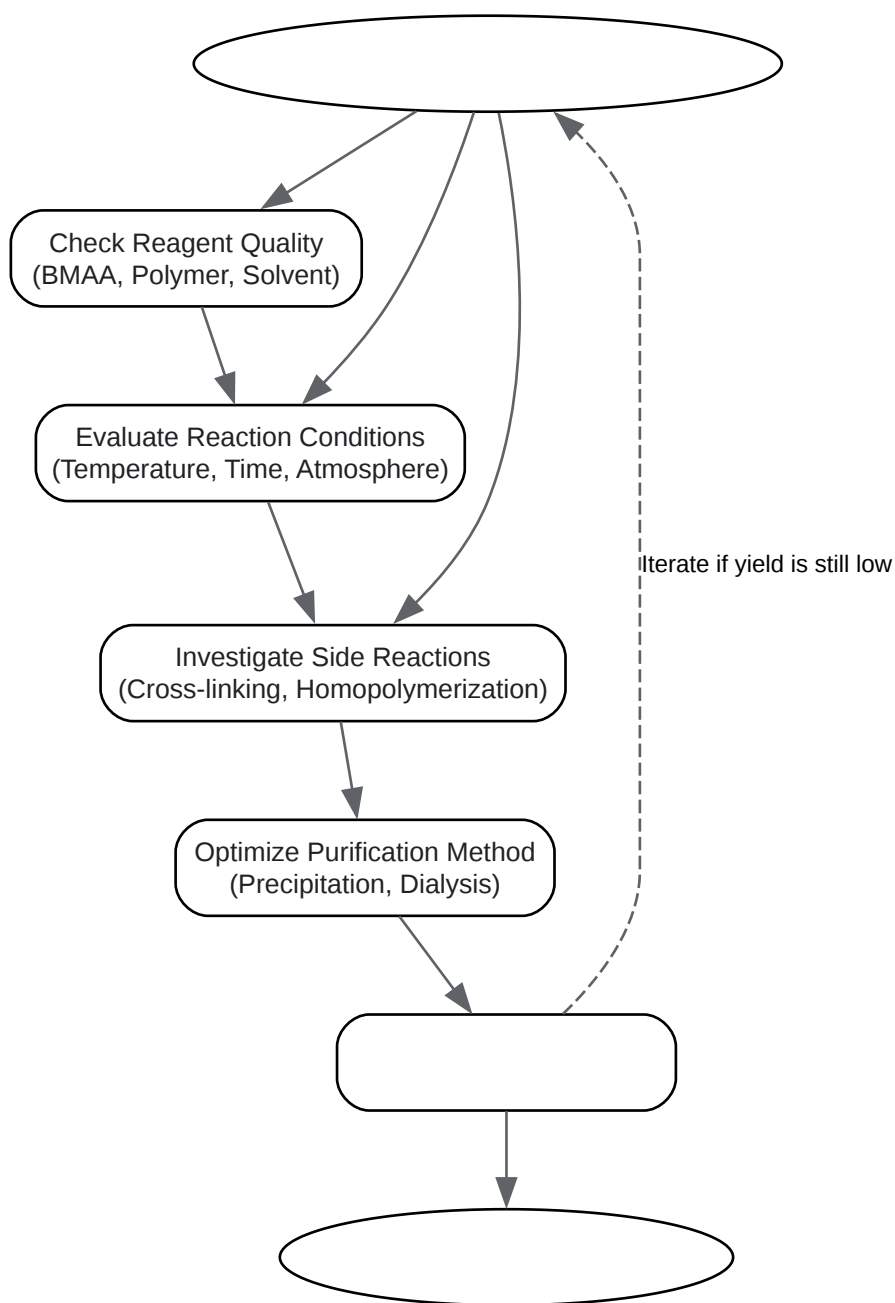 Check Reagent Quality
(BMAA, Polymer, Solvent)
Evaluate Reaction Conditions
(Temperature, Time, Atmosphere)
Iterate if yield is still low
Investigate Side Reactions
(Cross-linking, Homopolymerization)
Optimize Purification Method
(Precipitation, Dialysis)